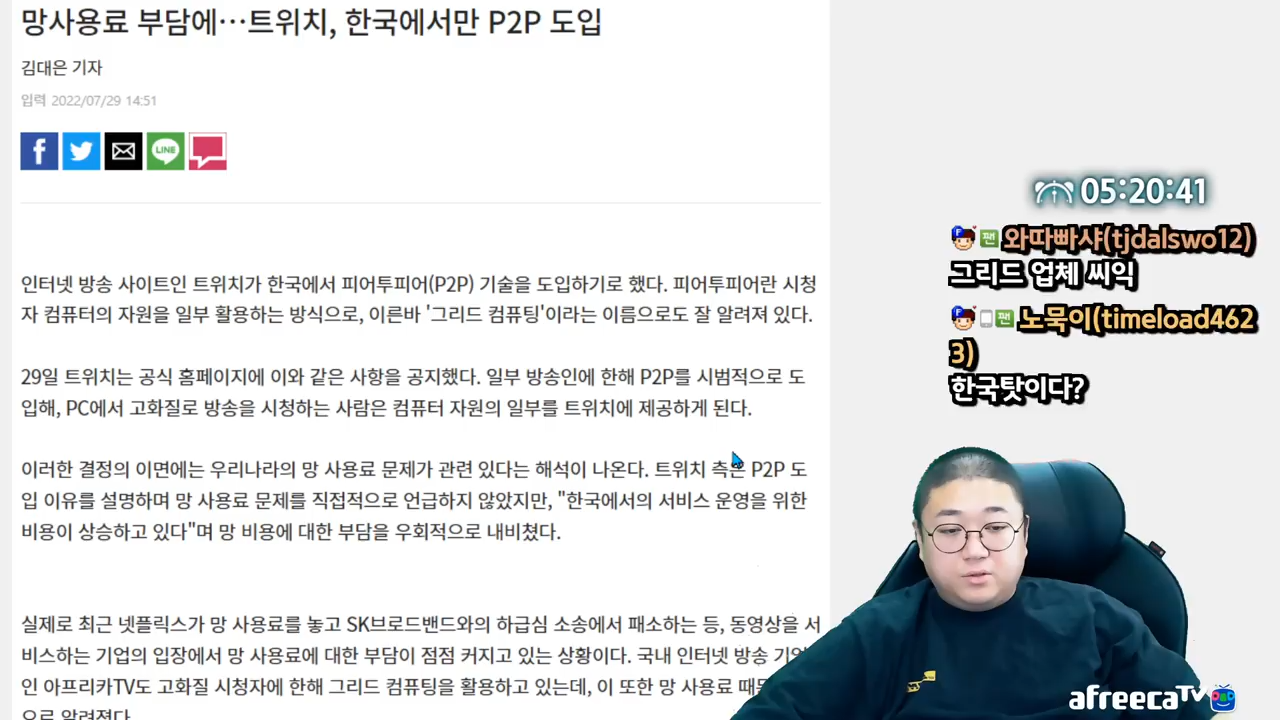 망사용료 부담에…트위치, 한국에서만 P2P 도입
김대은 기자
입력 2022/07/29 14:51
LINE
인터넷 방송 사이트인 트위치가 한국에서 피어투피어(P2P) 기술을 도입하기로 했다. 피어투피어란 시청
자 컴퓨터의 자원을 일부 활용하는 방식으로, 이른바 '그리드 컴퓨팅'이라는 이름으로도 잘 알려져 있다.
29일 트위치는 공식 홈페이지에 이와 같은 사항을 공지했다. 일부 방송인에 한해 P2P를 시범적으로 도
입해, PC에서 고화질로 방송을 시청하는 사람은 컴퓨터 자원의 일부를 트위치에 제공하게 된다.
이러한 결정의 이면에는 우리나라의 망 사용료 문제가 관련 있다는 해석이 나온다. 트위치 측은 P2P 도
입 이유를 설명하며 망 사용료 문제를 직접적으로 언급하지 않았지만, "한국에서의 서비스 운영을 위한
비용이 상승하고 있다"며 망 비용에 대한 부담을 우회적으로 내비쳤다.
실제로 최근 넷플릭스가 망 사용료를 놓고 SK브로드밴드와의 하급심 소송에서 패소하는 등, 동영상을 서
비스하는 기업의 입장에서 망 사용료에 대한 부담이 점점 커지고 있는 상황이다. 국내 인터넷 방송
인 아프리카TV도 고화질 시청자에 한해 그리드 컴퓨팅을 활용하고 있는데, 이 또한 망 사용료
으로 알려졌다.
05:20:41
F 팬 와따빠샤(tjdalswo12)
그리드 업체 씨익
F 팬 노묵이(timeload462
3)
한국탓이다?
afreecaTV